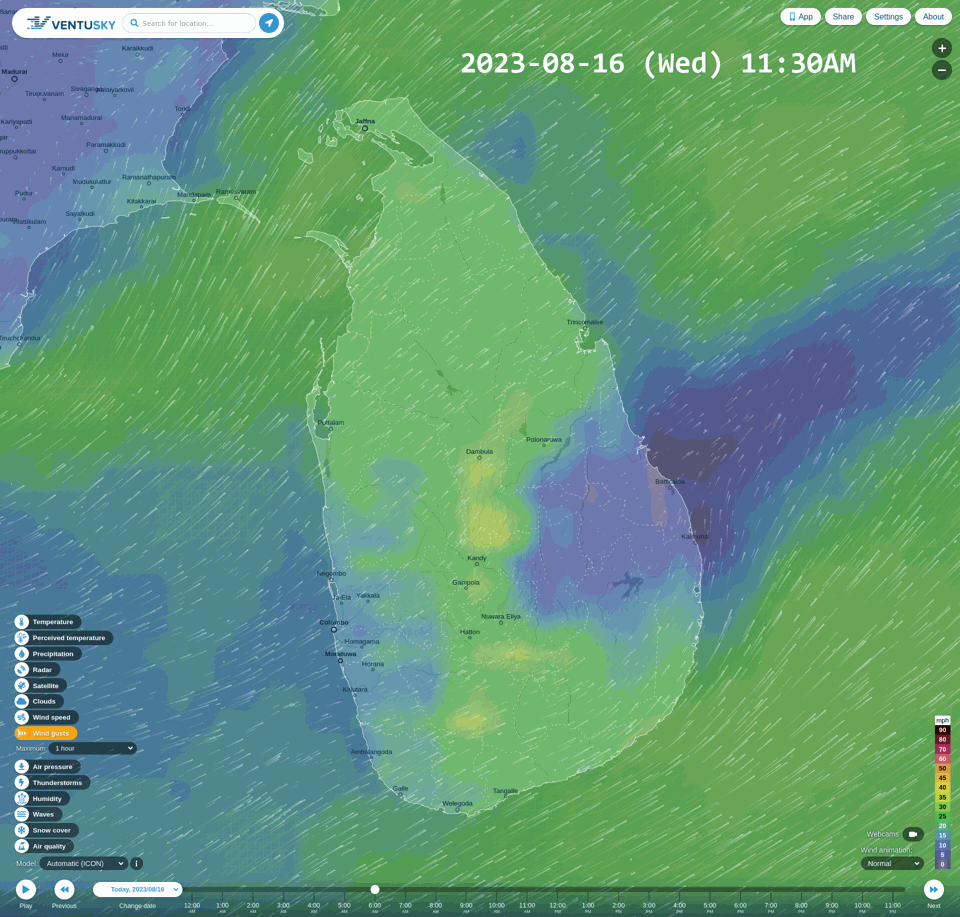 VENTUSKY
Search for location...
App
Share
Settings
About
2023-08-16 (Wed) 11:30AM
+
−
Melur
Karaikkudi
Madurai
Tiruppuvanam
Tondi
Kariyapatti
Manamadurai
Paramakkudi
Kamudi
Mudukulattur
Ramanathapuram
Pudur
Kilakkarai
Mandapam
Rameswaram
Sayalkudi
Jaffna
Trincomalee
Puttalam
Polonaruwa
Dambula
Batticaloa
Kalmunai
Kandy
Negombo
Gampola
Ja-Ela
Yakkala
Nuwara Eliya
Colombo
Hatton
Homagama
Moratuwa
Horana
Kalutara
Ambalangoda
Galle
Weligoda
Tangalle
Temperature
Perceived temperature
Precipitation
Radar
Satellite
Clouds
Wind speed
Wind gusts
Maximum:
1 hour
Air pressure
Thunderstorms
Humidity
Waves
Snow cover
Air quality
Model:
Automatic (ICON)
i
mph
90
80
70
60
50
45
40
35
30
25
20
15
10
5
0
Webcams
Wind animation:
Normal
Play
Previous
Today, 2023/08/16
Change date
12:00 AM
1:00 AM
2:00 AM
3:00 AM
4:00 AM
5:00 AM
6:00 AM
7:00 AM
8:00 AM
9:00 AM
10:00 AM
11:00 AM
12:00 PM
1:00 PM
2:00 PM
3:00 PM
4:00 PM
5:00 PM
6:00 PM
7:00 PM
8:00 PM
9:00 PM
10:00 PM
11:00 PM
Next